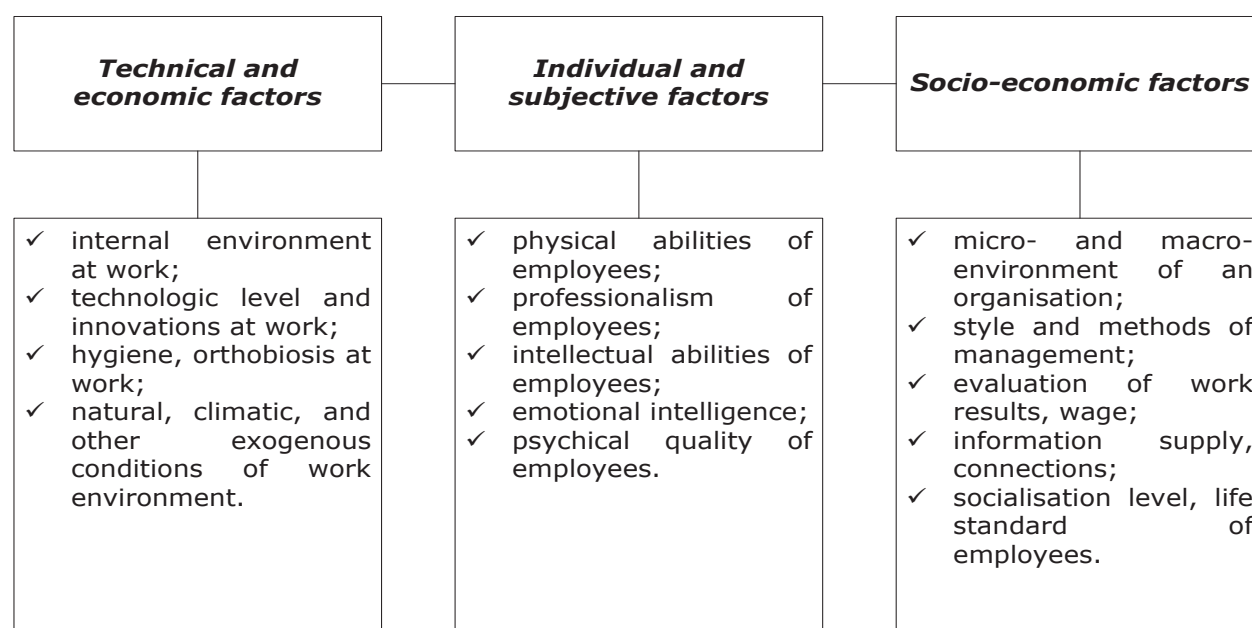 Technical and
economic factors
Individual and
subjective factors
Socio-economic factors
✓ internal environment
at work;
✓ technologic level and
innovations at work;
✓ hygiene, orthobiosis at
work;
✓ natural, climatic, and
other exogenous
conditions of work
environment.
✓ physical abilities of
employees;
✓ professionalism of
employees;
✓ intellectual abilities of
employees;
✓ emotional intelligence;
✓ psychical quality of
employees.
✓ micro- and macro-
environment of an
organisation;
✓ style and methods of
management;
✓ evaluation of work
results, wage;
✓ information supply,
connections;
✓ socialisation level, life
standard of
employees.